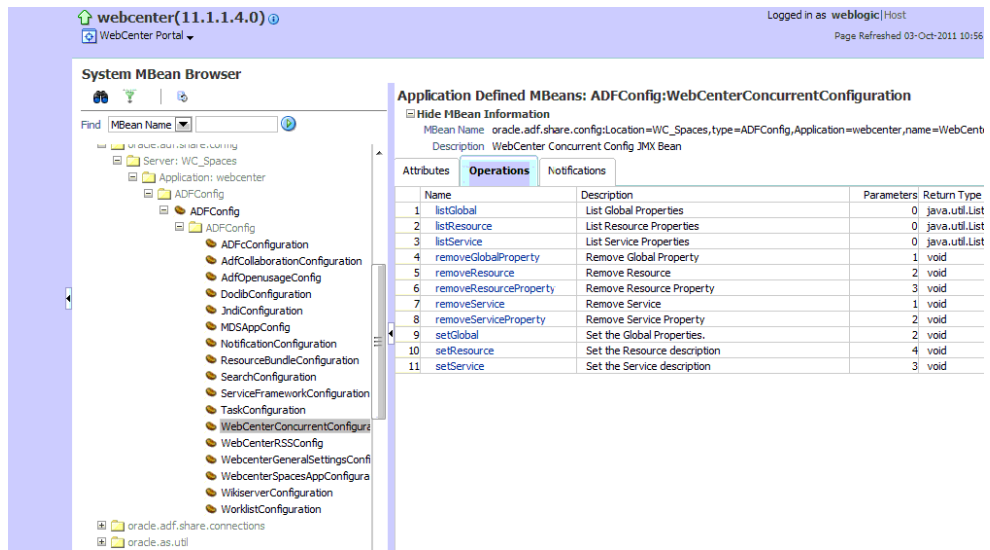 webcenter(11.1.1.4.0)
Logged in as weblogic|Host
WebCenter Portal
Page Refreshed 03-Oct-2011 10:56
System MBean Browser
Find MBean Name
oracle.adf.share.config
Server: WC_Spaces
Application: webcenter
ADFConfig
ADFConfig
ADFConfig
ADFcConfiguration
AdfCollaborationConfiguration
AdfOpenusageConfig
DoclibConfiguration
JndiConfiguration
MDSAppConfig
NotificationConfiguration
ResourceBundleConfiguration
SearchConfiguration
ServiceFrameworkConfiguration
TaskConfiguration
WebCenterConcurrentConfigura
WebCenterRSSConfig
WebcenterGeneralSettingsConfi
WebcenterSpacesAppConfigura
WikiserverConfiguration
WorklistConfiguration
oracle.adf.share.connections
oracle.as.util
Application Defined MBeans: ADFConfig:WebCenterConcurrentConfiguration
Hide MBean Information
MBean Name oracle.adf.share.config:Location=WC_Spaces,type=ADFConfig,Application=webcenter,name=WebCente
Description WebCenter Concurrent Config JMX Bean
Attributes Operations Notifications
Name Description Parameters Return Type
1 listGlobal List Global Properties 0 java.util.List
2 listResource List Resource Properties 0 java.util.List
3 listService List Service Properties 0 java.util.List
4 removeGlobalProperty Remove Global Property 1 void
5 removeResource Remove Resource 2 void
6 removeResourceProperty Remove Resource Property 3 void
7 removeService Remove Service 1 void
8 removeServiceProperty Remove Service Property 2 void
9 setGlobal Set the Global Properties. 2 void
10 setResource Set the Resource description 4 void
11 setService Set the Service description 3 void